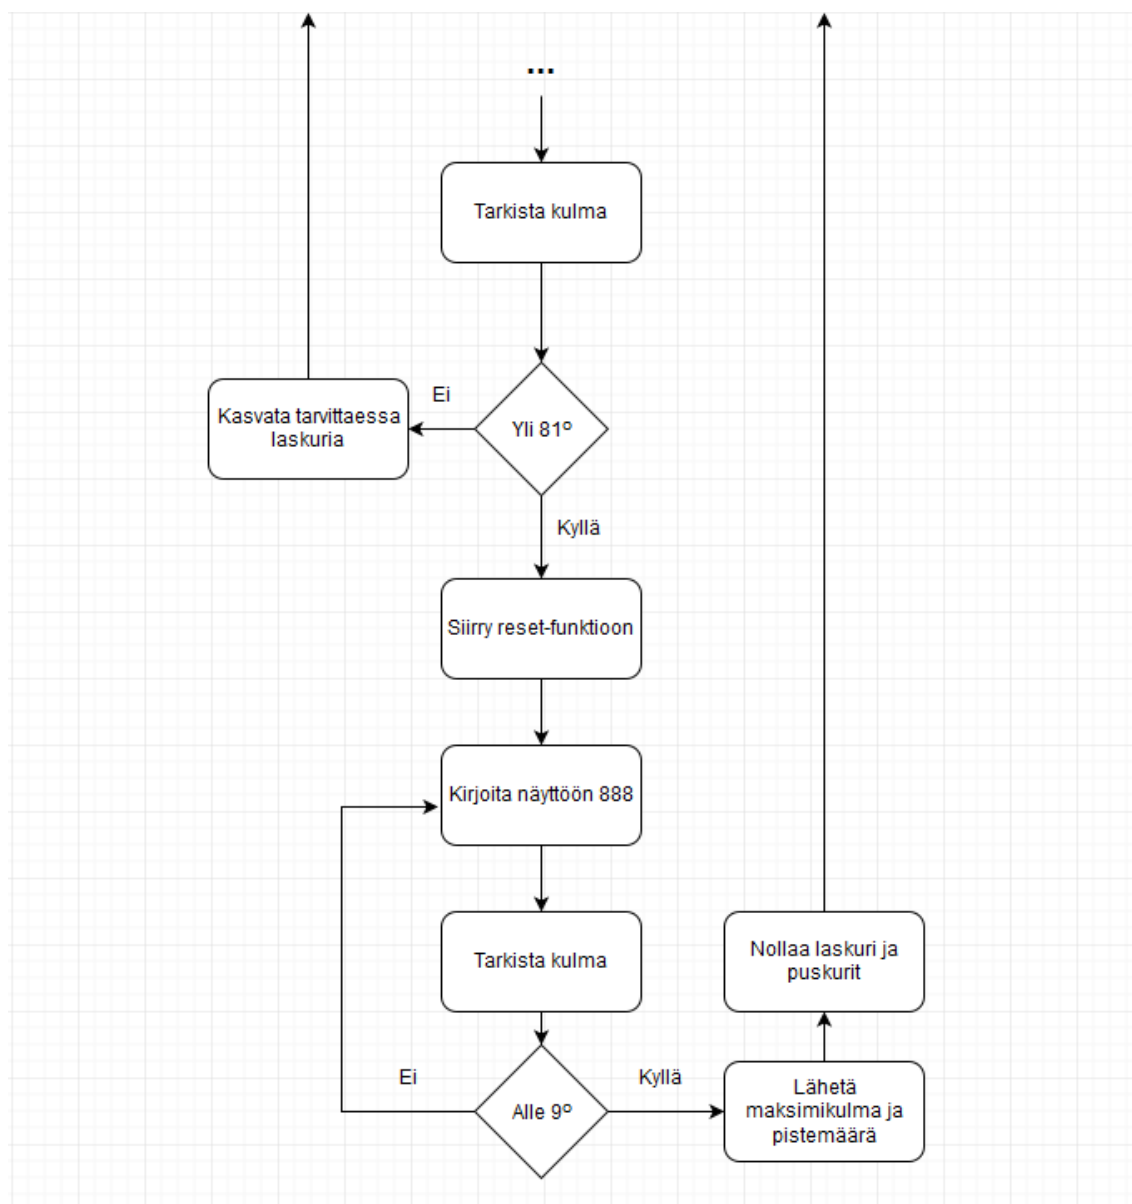 ...
Tarkista kulma
Ei
Kasvata tarvittaessa
laskuria
Yli 81º
Kyllä
Siirry reset-funktioon
Kirjoita näyttöön 888
Tarkista kulma
Nollaa laskuri ja
puskurit
Ei
Alle 9º
Kyllä
Lähetä
maksimikulma ja
pistemäärä